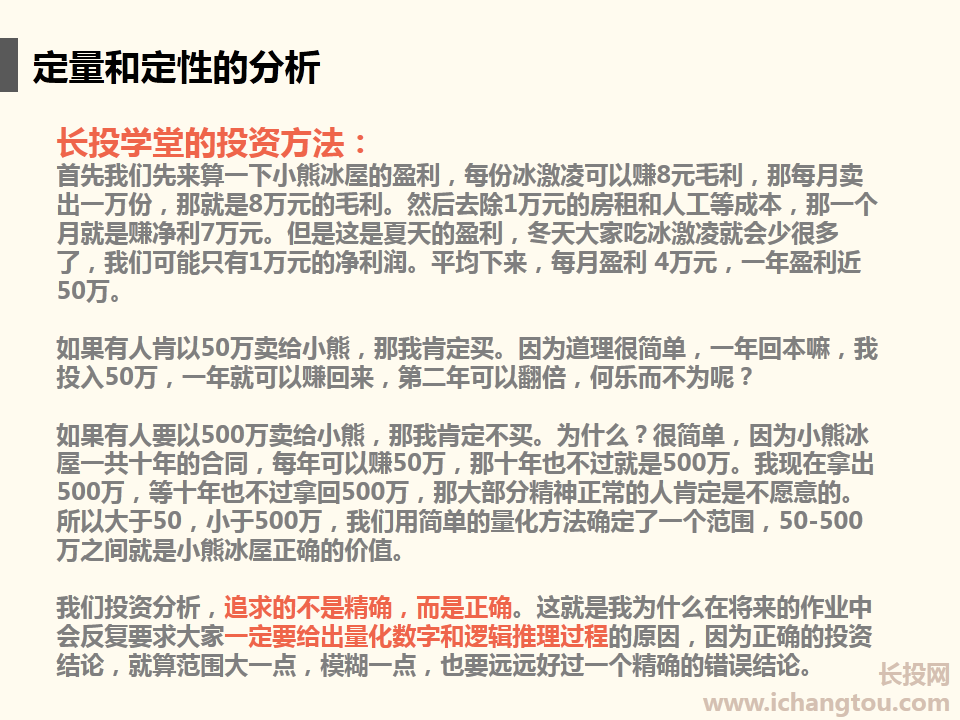 定量和定性的分析
长投学堂的投资方法：
首先我们先来算一下小熊冰屋的盈利，每份冰激凌可以赚8元毛利，那每月卖
出一万份，那就是8万元的毛利。然后去除1万元的房租和人工等成本，那一个
月就是赚净利7万元。但是这是夏天的盈利，冬天大家吃冰激凌就会少很多
了，我们可能只有1万元的净利润。平均下来，每月盈利 4万元，一年盈利近
50万。
如果有人肯以50万卖给小熊，那我肯定买。因为道理很简单，一年回本嘛，我
投入50万，一年就可以赚回来，第二年可以翻倍，何乐而不为呢？
如果有人要以500万卖给小熊，那我肯定不买。为什么？很简单，因为小熊冰
屋一共十年的合同，每年可以赚50万，那十年也不过就是500万。我现在拿出
500万，等十年也不过拿回500万，那大部分精神正常的人肯定是不愿意的。
所以大于50，小于500万，我们用简单的量化方法确定了一个范围，50-500
万之间就是小熊冰屋正确的价值。
我们投资分析，追求的不是精确，而是正确。这就是我为什么在将来的作业中
会反复要求大家一定要给出量化数字和逻辑推理过程的原因，因为正确的投资
结论，就算范围大一点，模糊一点，也要远远好过一个精确的错误结论。
长投网
www.ichangtou.com